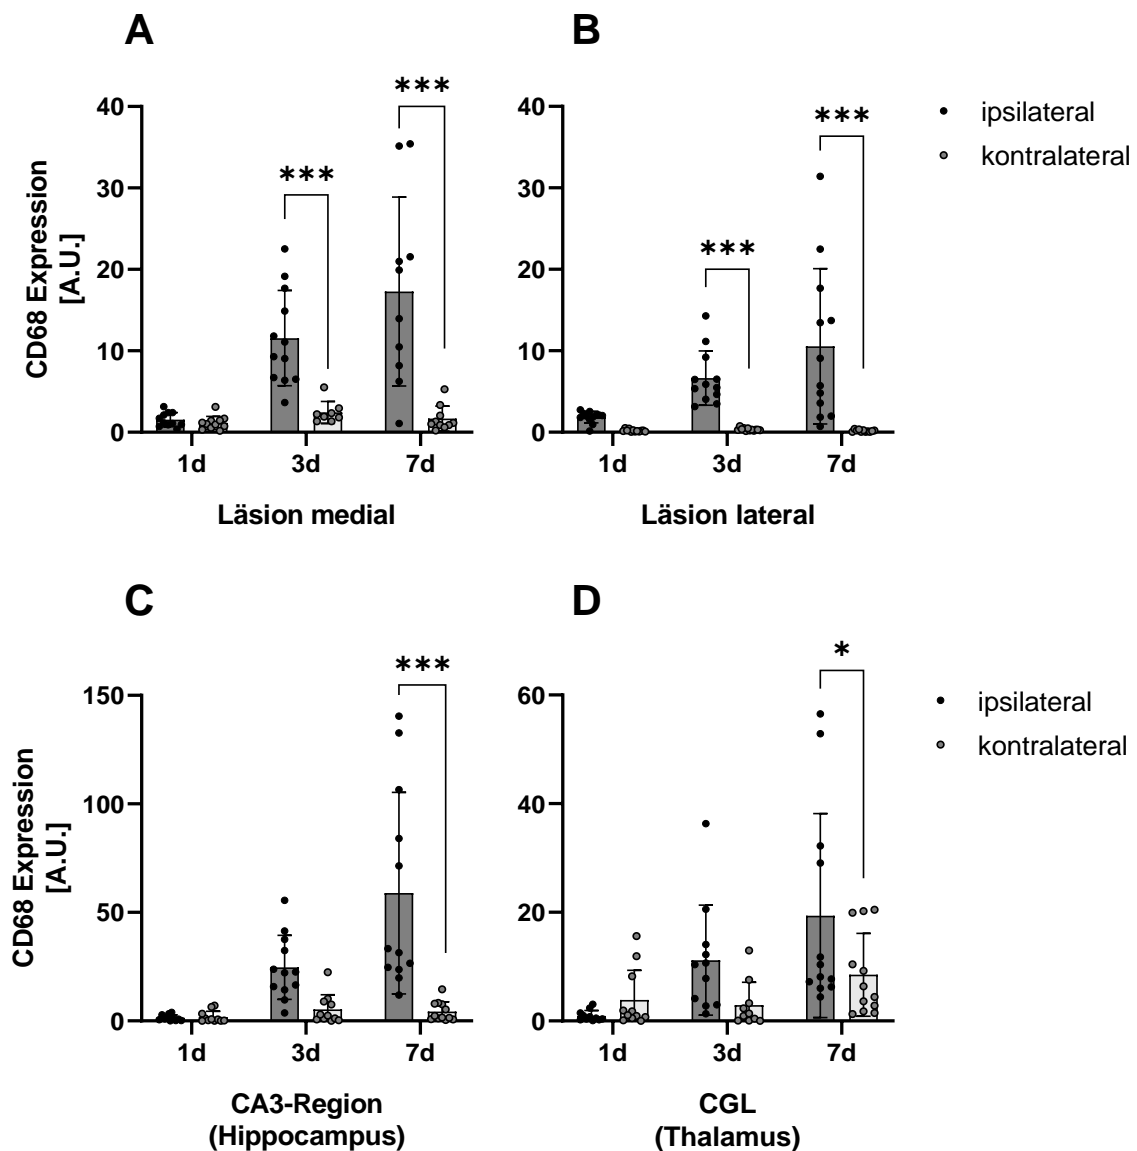 A
B
***
***
***
***
ipsilateral
kontralateral
CD68 Expression
[A.U.]
40
30
20
10
0
1d
3d
7d
Läsion medial
40
30
20
10
0
1d
3d
7d
Läsion lateral
C
D
***
*
ipsilateral
kontralateral
CD68 Expression
[A.U.]
150
100
50
0
1d
3d
7d
CA3-Region
(Hippocampus)
60
40
20
0
1d
3d
7d
CGL
(Thalamus)